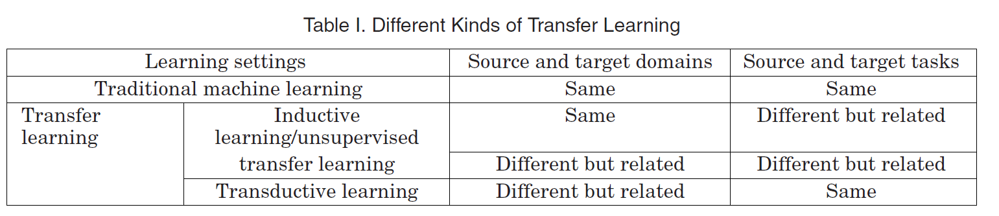 Table I. Different Kinds of Transfer Learning
Learning settings Source and target domains Source and target tasks
Traditional machine learning Same Same
Transfer Inductive Same Different but related
learning learning/unsupervised
transfer learning Different but related Different but related
Transductive learning Different but related Same